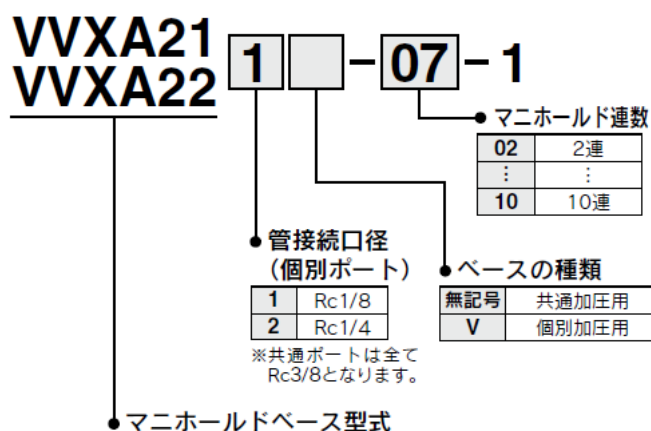 VVXA21
VVXA22 1 - 07 - 1
マニホールド連数
02 2連
⋮ ⋮
10 10連
管接続口径
（個別ポート）
1 Rc1/8
2 Rc1/4
※共通ポートは全て
Rc3/8となります。
ベースの種類
無記号 共通加圧用
V 個別加圧用
マニホールドベース型式